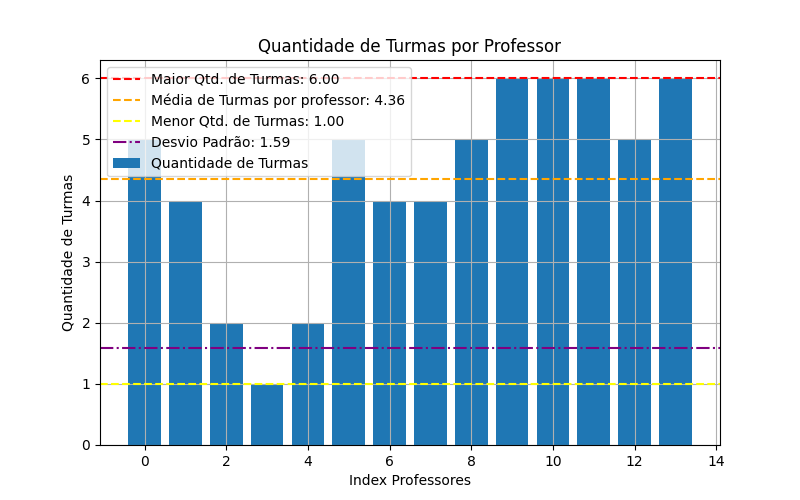 Quantidade de Turmas por Professor
Maior Qtd. de Turmas: 6.00
Média de Turmas por professor: 4.36
Menor Qtd. de Turmas: 1.00
Desvio Padrão: 1.59
Quantidade de Turmas
6
5
4
3
2
1
0
Quantidade de Turmas
0 2 4 6 8 10 12 14
Index Professores